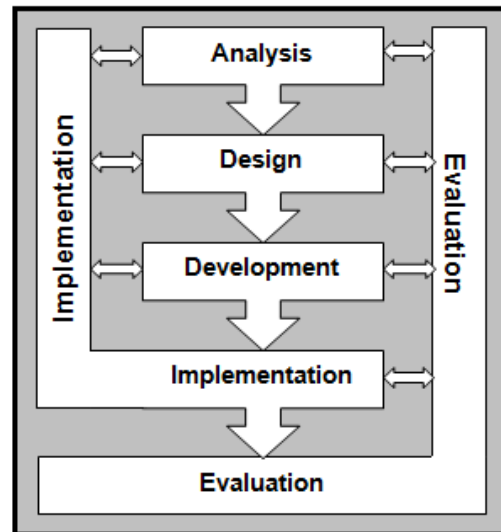 Analysis
Design
Development
Implementation
Evaluation
Implementation
Evaluation